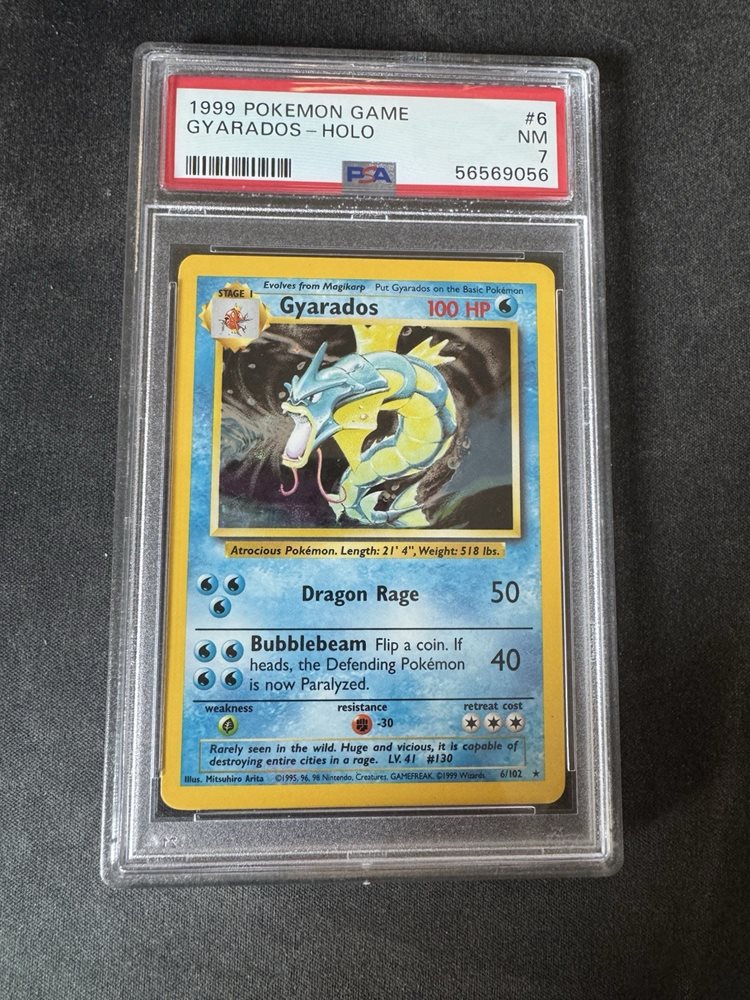 1999 POKEMON GAME #6
GYARADOS - HOLO NM
7
PSA 56569056
Evolves from Magikarp Put Gyarados on the Basic Pokémon
STAGE 1
Gyarados 100 HP
Atrocious Pokémon. Length: 21' 4", Weight: 518 lbs.
Dragon Rage 50
Bubblebeam Flip a coin. If
heads, the Defending Pokémon 40
is now Paralyzed.
weakness resistance retreat cost
-30
Rarely seen in the wild. Huge and vicious, it is capable of
destroying entire cities in a rage. LV. 41 #130
Illus. Mitsuhiro Arita ©1995, 96, 98 Nintendo, Creatures, GAMEFREAK. ©1999 Wizards. 6/102